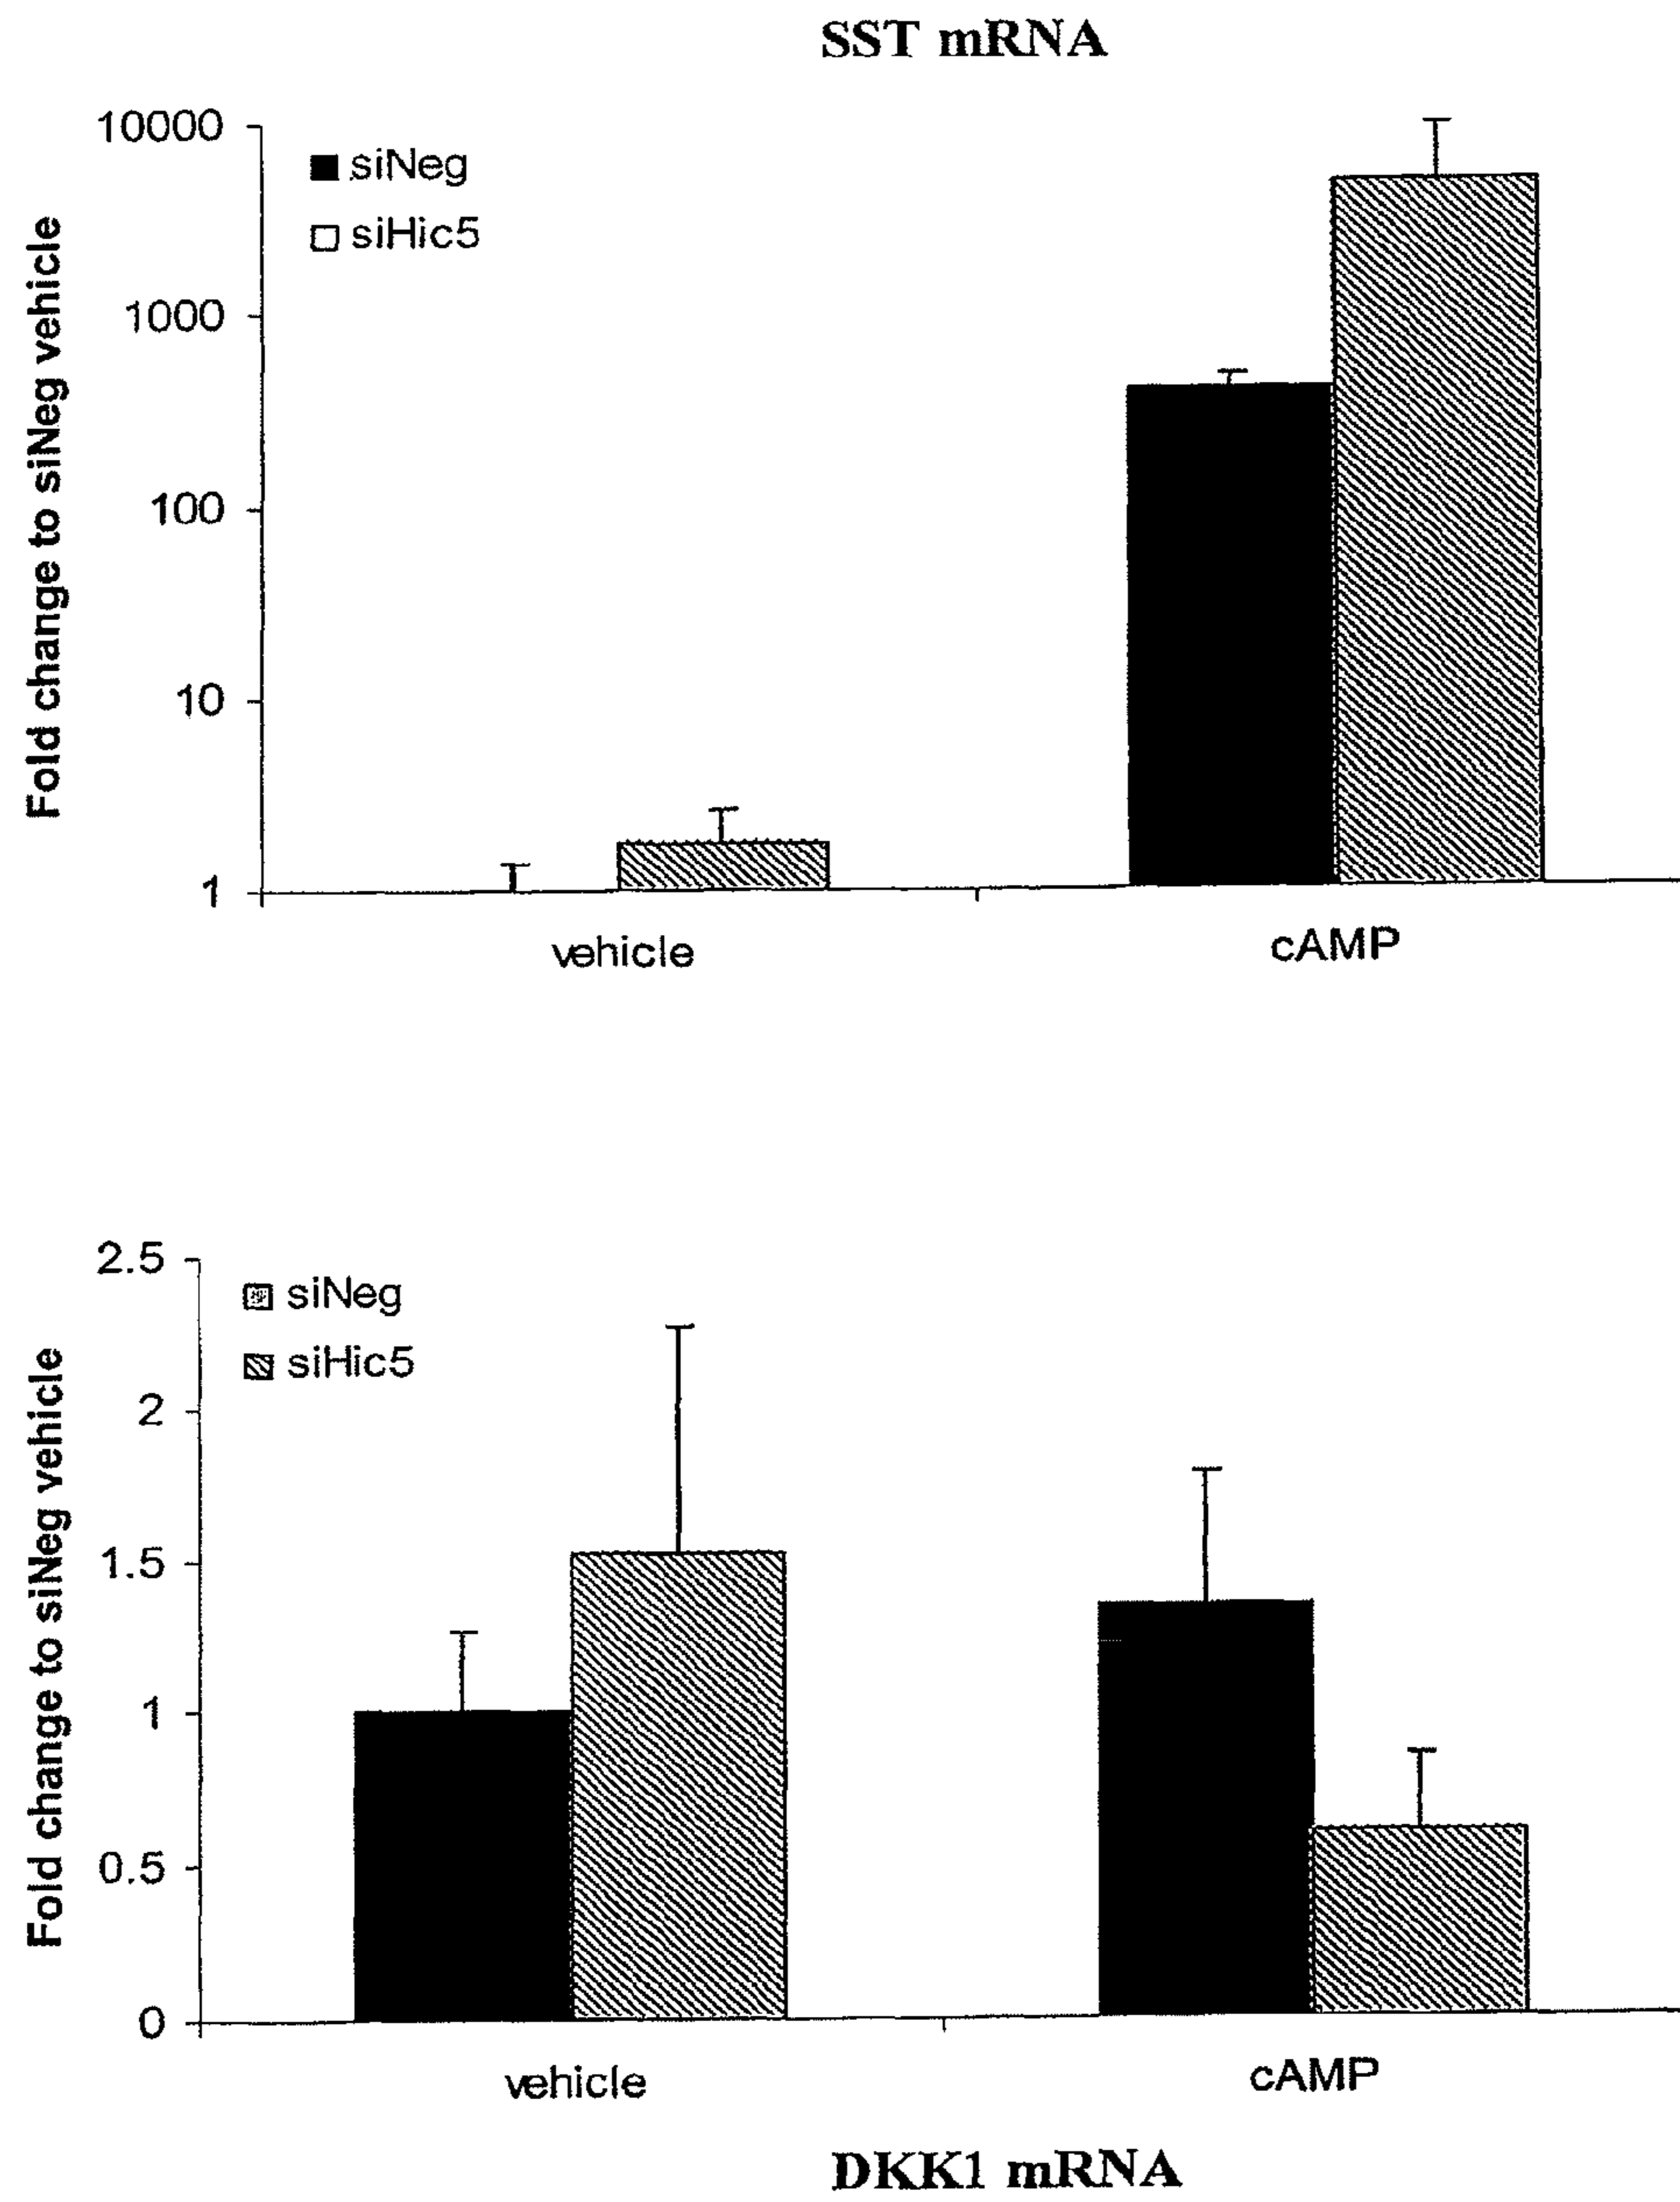 SST mRNA
Fold change to siNeg vehicle
10000
1000
100
10
1
siNeg
siHic5
vehicle
cAMP
Fold change to siNeg vehicle
2.5
2
1.5
1
0.5
0
siNeg
siHic5
vehicle
cAMP
DKK1 mRNA